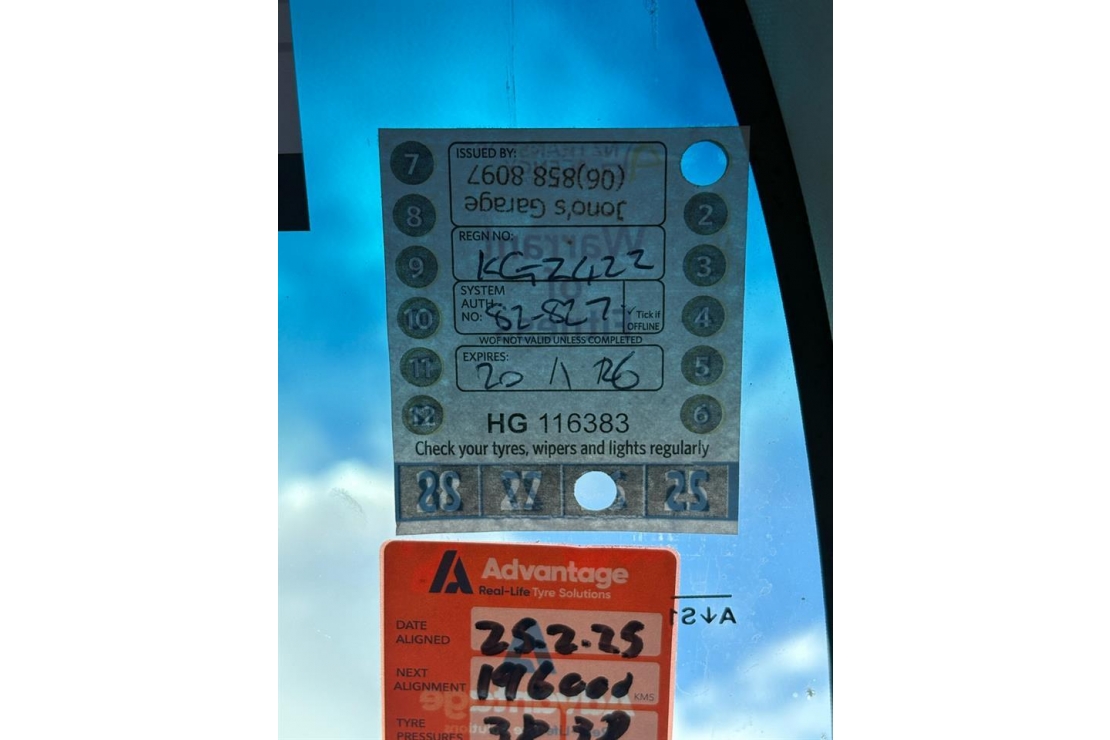 7
8
9
10
11
12
ISSUED BY:
(06)858 8097
Jono's Garage
REGN NO:
KGZ422
SYSTEM
AUTH
NO: 82-827
Tick if
OFFLINE
WOF NOT VALID UNLESS COMPLETED
EXPIRES:
20 /1 /26
2
3
4
5
6
HG 116383
Check your tyres, wipers and lights regularly
28 27 25
Advantage
Real-Life Tyre Solutions
DATE
ALIGNED
25.2.25
NEXT
ALIGNMENT
196000
KMS
TYRE
PRESSURES
A↓S1